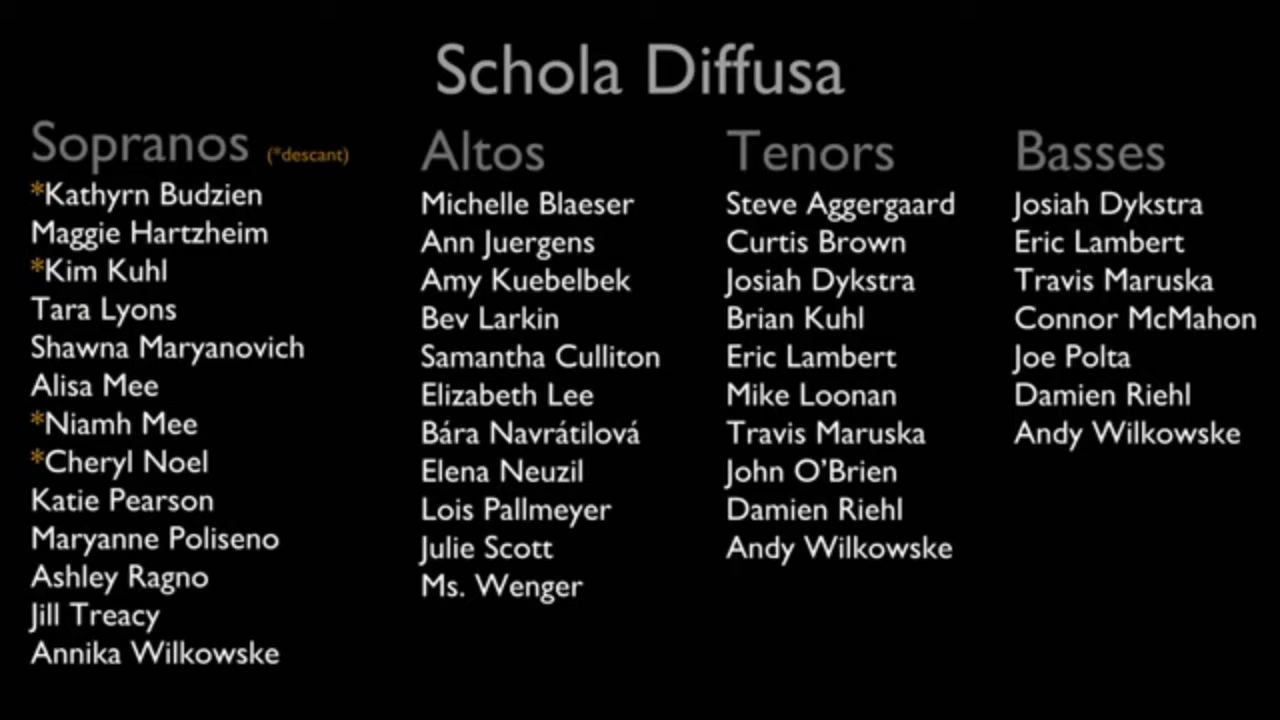 Schola Diffusa
Sopranos (*descant)
*Kathyrn Budzien
Maggie Hartzheim
*Kim Kuhl
Tara Lyons
Shawna Maryanovich
Alisa Mee
*Niamh Mee
*Cheryl Noel
Katie Pearson
Maryanne Poliseno
Ashley Ragno
Jill Treacy
Annika Wilkowske
Altos
Michelle Blaeser
Ann Juergens
Amy Kuebelbek
Bev Larkin
Samantha Culliton
Elizabeth Lee
Bára Navrátilová
Elena Neuzil
Lois Pallmeyer
Julie Scott
Ms. Wenger
Tenors
Steve Aggergaard
Curtis Brown
Josiah Dykstra
Brian Kuhl
Eric Lambert
Mike Loonan
Travis Maruska
John O’Brien
Damien Riehl
Andy Wilkowske
Basses
Josiah Dykstra
Eric Lambert
Travis Maruska
Connor McMahon
Joe Polta
Damien Riehl
Andy Wilkowske